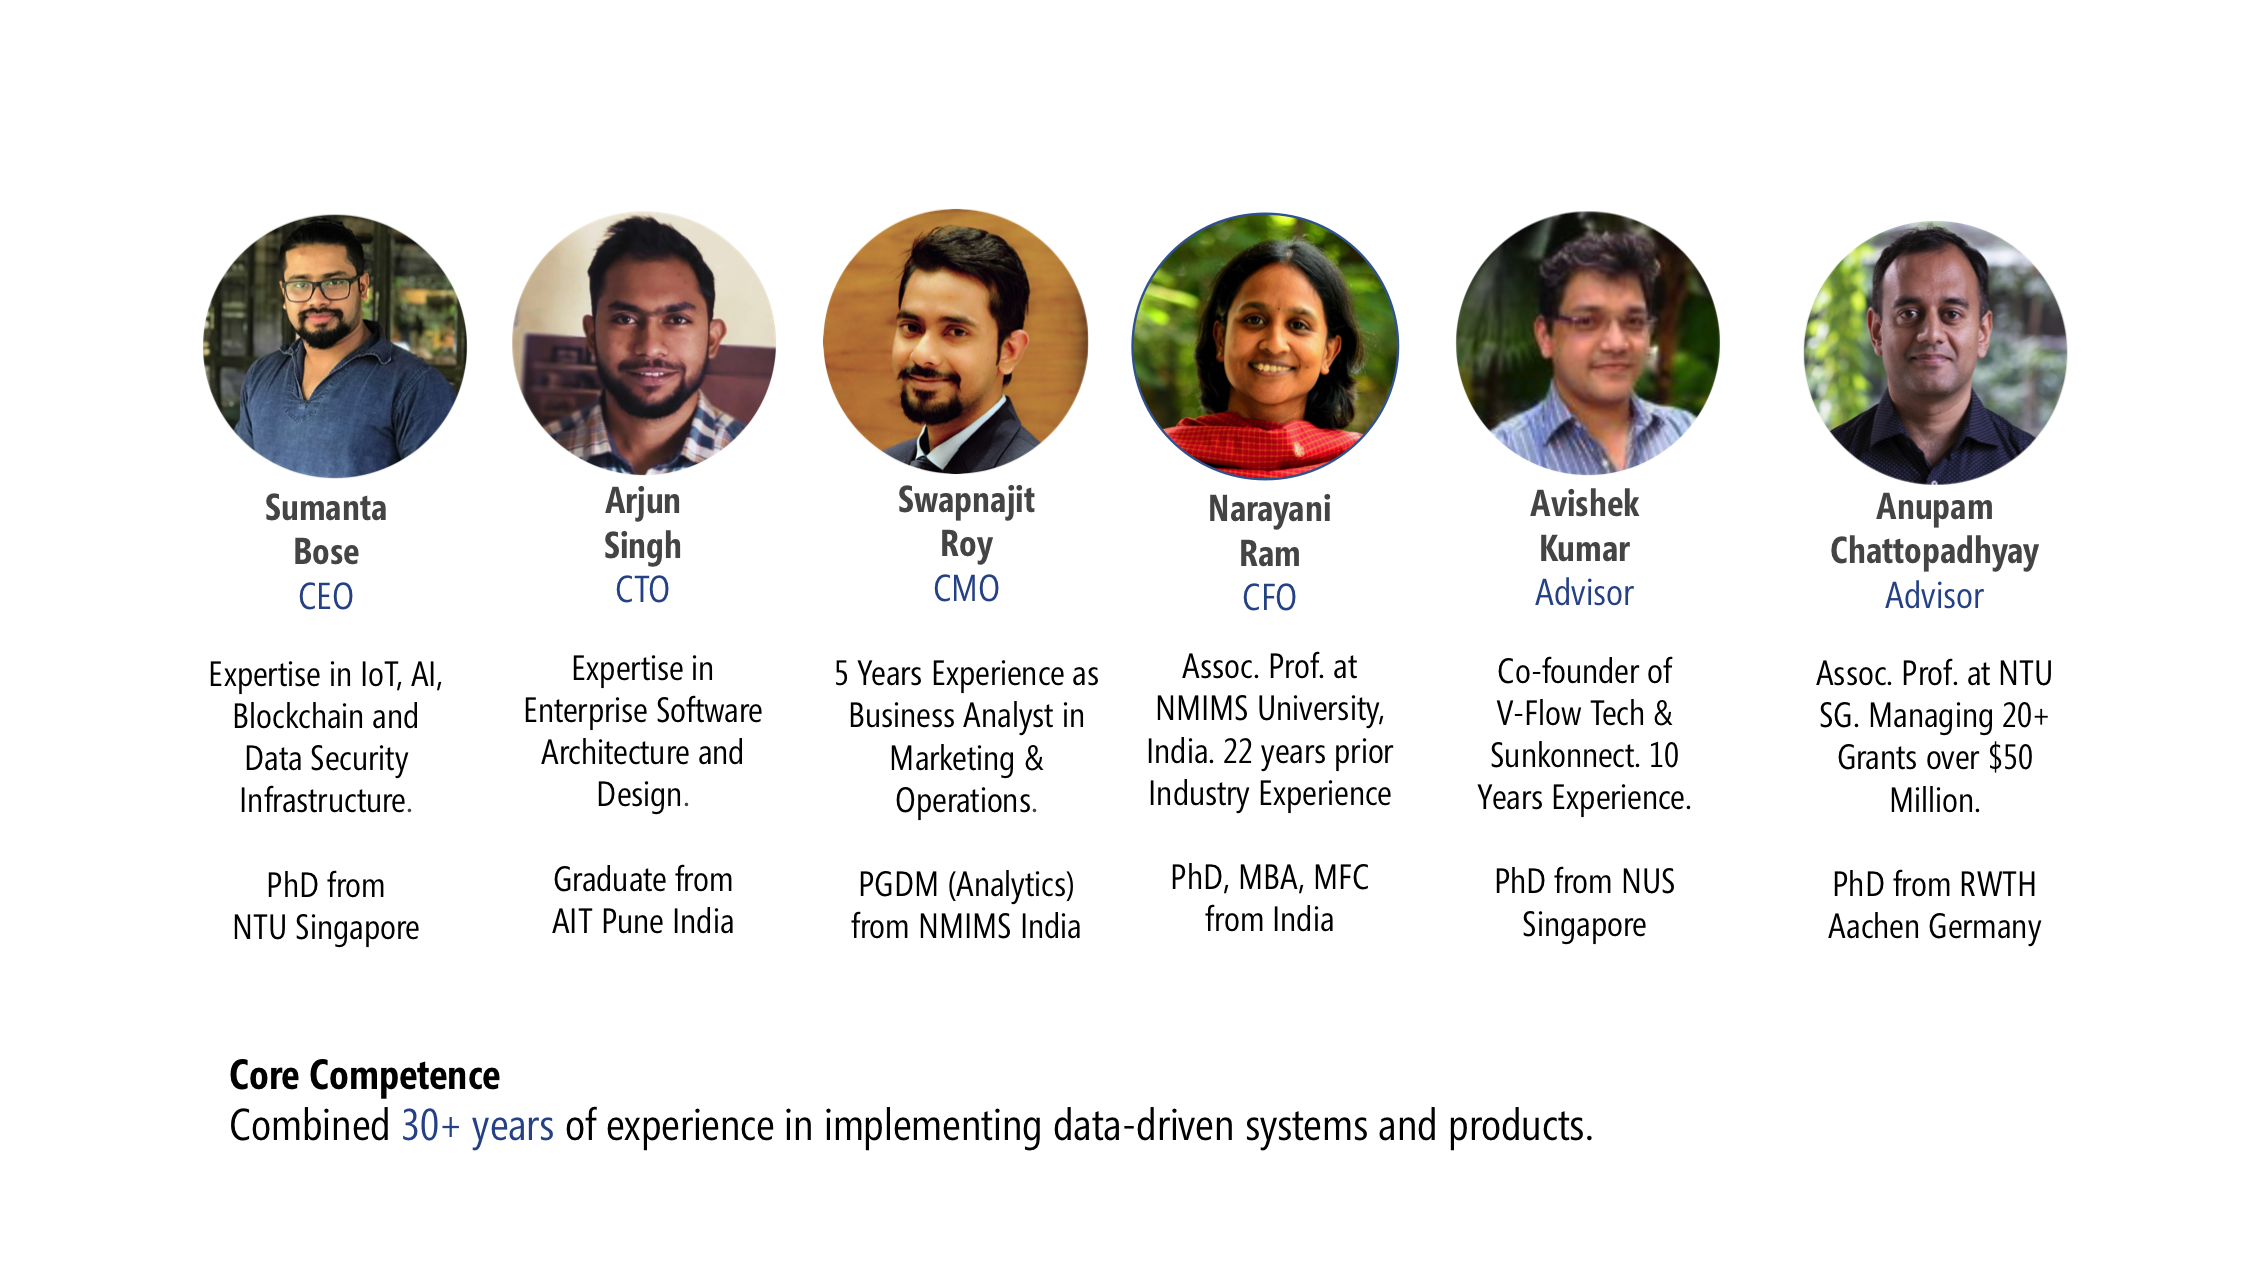 Sumanta
Bose
CEO
Expertise in IoT, AI,
Blockchain and
Data Security
Infrastructure.
PhD from
NTU Singapore
Arjun
Singh
CTO
Expertise in
Enterprise Software
Architecture and
Design.
Graduate from
AIT Pune India
Swapnajit
Roy
CMO
5 Years Experience as
Business Analyst in
Marketing &
Operations.
PGDM (Analytics)
from NMIMS India
Narayani
Ram
CFO
Assoc. Prof. at
NMIMS University,
India. 22 years prior
Industry Experience
PhD, MBA, MFC
from India
Avishek
Kumar
Advisor
Co-founder of
V-Flow Tech &
Sunkonnect. 10
Years Experience.
PhD from NUS
Singapore
Anupam
Chattopadhyay
Advisor
Assoc. Prof. at NTU
SG. Managing 20+
Grants over $50
Million.
PhD from RWTH
Aachen Germany
Core Competence
Combined 30+ years of experience in implementing data-driven systems and products.